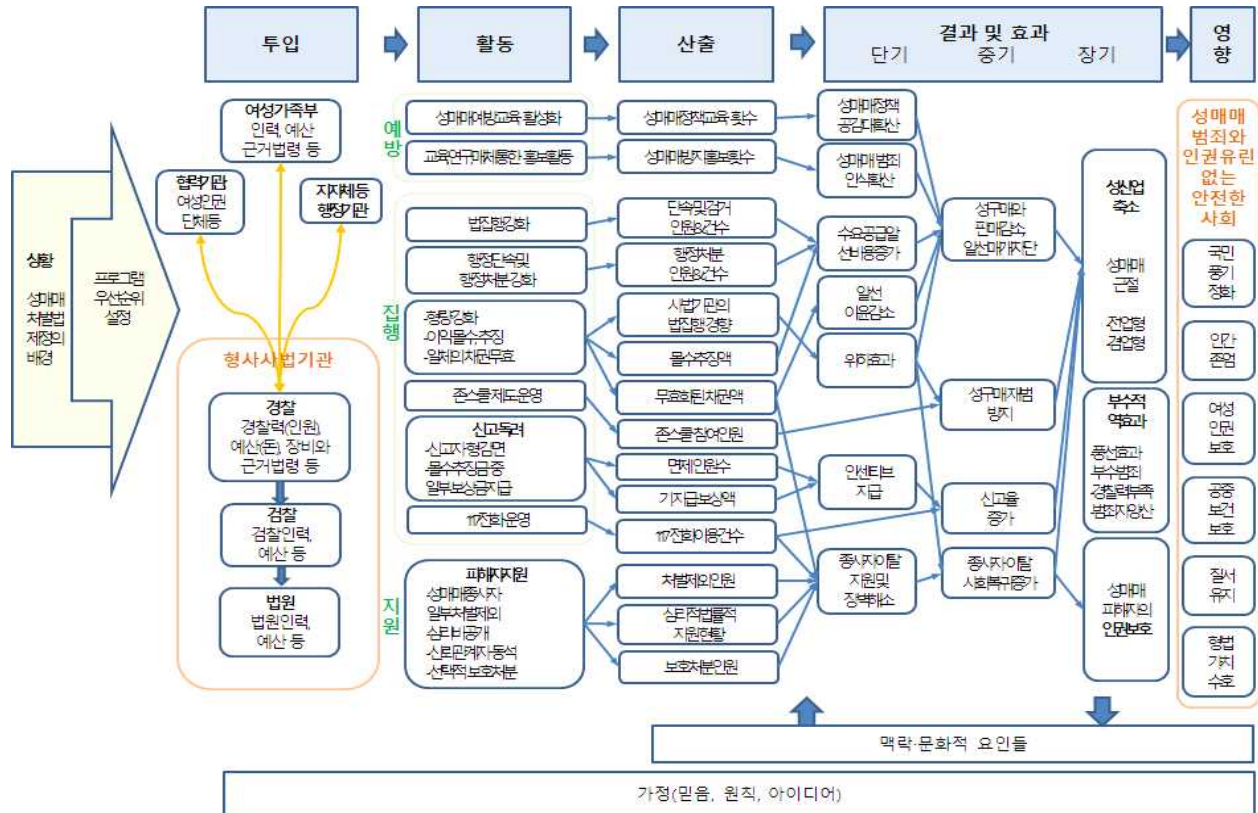 투입
활동
산출
결과 및 효과
단기 중기 장기
영
향
상황
성매매
처벌법
제정의
배경
프로그램
우선순위
설정
여성가족부
인력, 예산
근거법령 등
협력기관
여성인권
단체등
지자체등
행정기관
형사사법기관
경찰
경찰력(인원),
예산(돈), 장비와
근거법령 등
검찰
검찰인력,
예산 등
법원
법원인력,
예산 등
예
방
집
행
지
원
성매매예방교육 활성화
교육연구매체통한 홍보활동
법집행강화
행정단속및
행정처분강화
-형량강화
-이익몰수,추징
-일체의채권무효
존스쿨 제도운영
신고독려
-신고자형감면
-몰수추징금 중
일부보상금지급
117전화 운영
피해자지원
-성매매종사자
일부처벌제외
-심리비공개
-신뢰관계자동석
-선택적보호처분
성매매정책교육 횟수
성매매방지홍보횟수
단속및검거
인원&건수
행정처분
인원&건수
사법기관의
법집행경향
몰수추징액
무효화된 채권액
존스쿨참여인원
면제인원수
기지급보상액
117전화이용건수
처벌제외인원
심리적법률적
지원현황
보호처분인원
성매매정책
공감대확산
성매매 범죄
인식확산
수요공급알
선비용증가
알선
이윤감소
위하효과
인센티브
지급
종사자이탈
지원및
장벽해소
성구매와
판매감소,
알선매개차단
성구매재범
방지
신고율
증가
종사자이탈
사회복귀증가
성산업
축소
성매매
근절
-전업형
-겸업형
부수적
역효과
-풍선효과
-부수범죄
-경찰력부족
-범죄자양산
성매매
피해자의
인권보호
성매매
범죄와
인권유린
없는
안전한
사회
국민
풍기
정화
인간
존엄
여성
인권
보호
공중
보건
보호
질서
유지
형법
가치
수호
맥락·문화적 요인들
가정(믿음, 원칙, 아이디어)